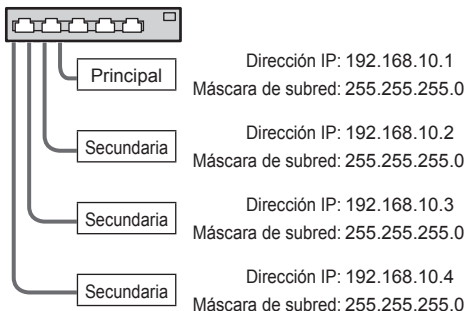 Principal
Dirección IP: 192.168.10.1
Máscara de subred: 255.255.255.0
Secundaria
Dirección IP: 192.168.10.2
Máscara de subred: 255.255.255.0
Secundaria
Dirección IP: 192.168.10.3
Máscara de subred: 255.255.255.0
Secundaria
Dirección IP: 192.168.10.4
Máscara de subred: 255.255.255.0